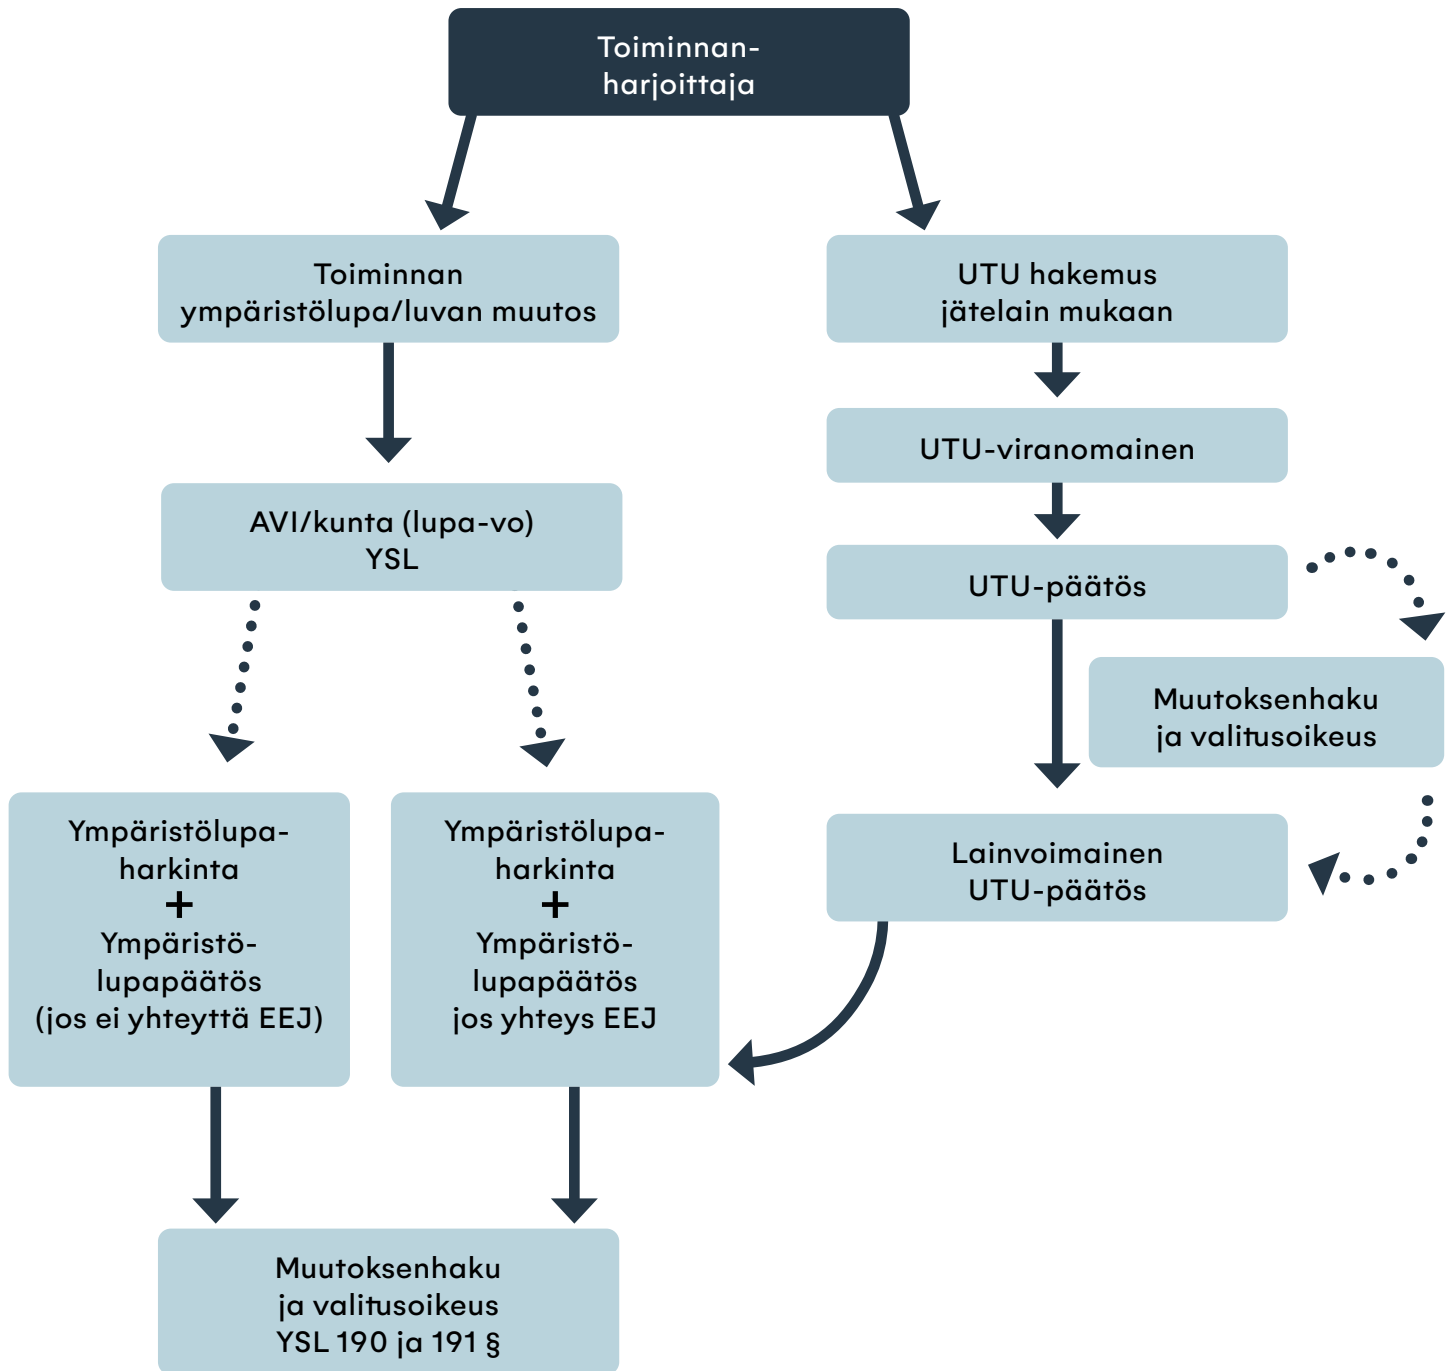 Toiminnan-
harjoittaja
Toiminnan
ympäristölupa/luvan muutos
AVI/kunta (lupa-vo)
YSL
Ympäristölupa-
harkinta
+
Ympäristö-
lupapäätös
(jos ei yhteyttä EEJ)
Ympäristölupa-
harkinta
+
Ympäristö-
lupapäätös
jos yhteys EEJ
Muutoksenhaku
ja valitusoikeus
YSL 190 ja 191 §
UTU hakemus
jätelain mukaan
UTU-viranomainen
UTU-päätös
Muutoksenhaku
ja valitusoikeus
Lainvoimainen
UTU-päätös